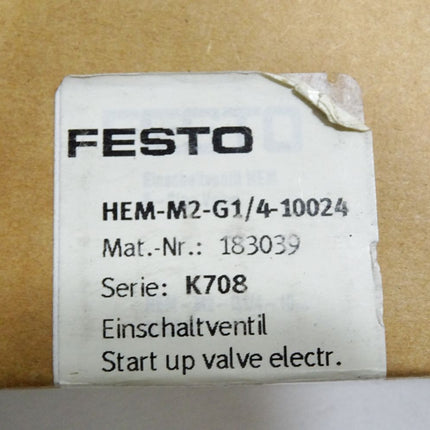 FESTO
HEM-M2-G1/4-10024
Mat.-Nr.: 183039
Serie: K708
Einschaltventil
Start up valve electr.